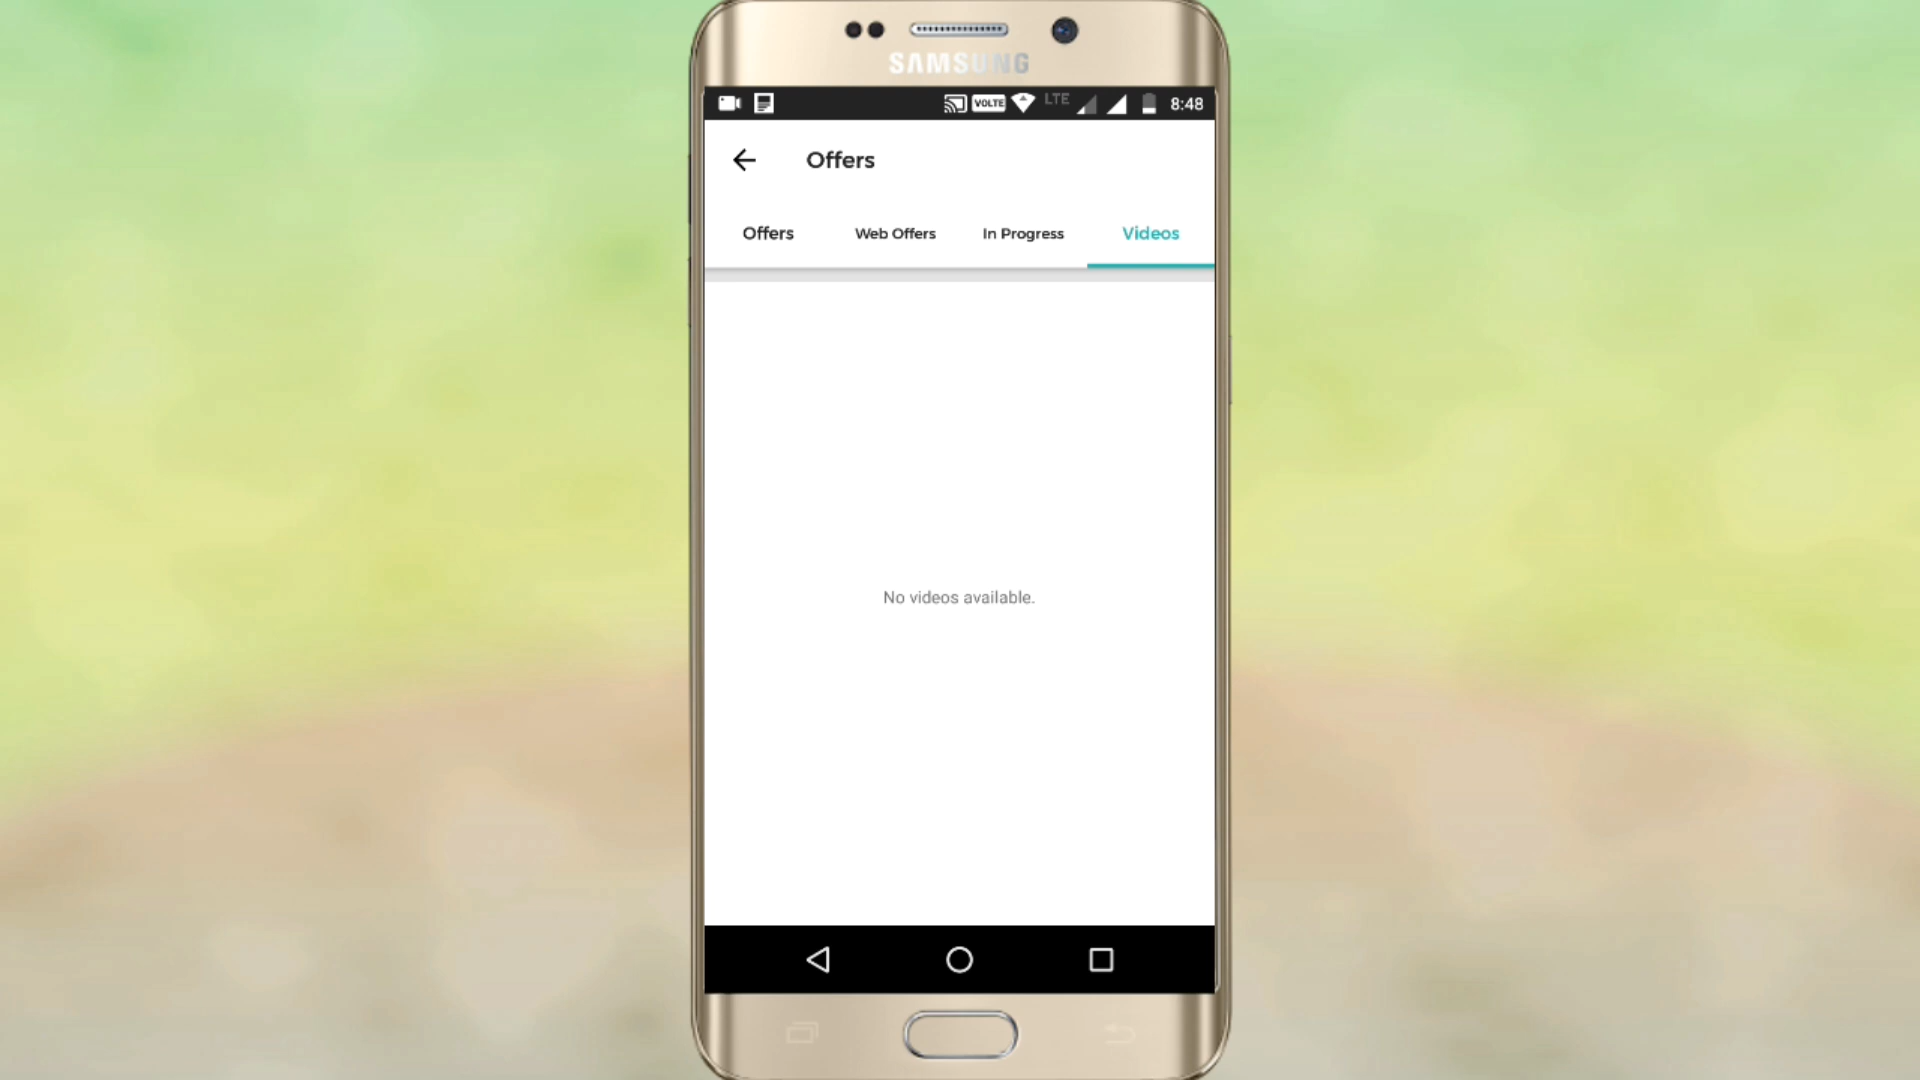 SAMSUNG
VOLTE LTE 8:48
Offers
Offers Web Offers In Progress Videos
No videos available.